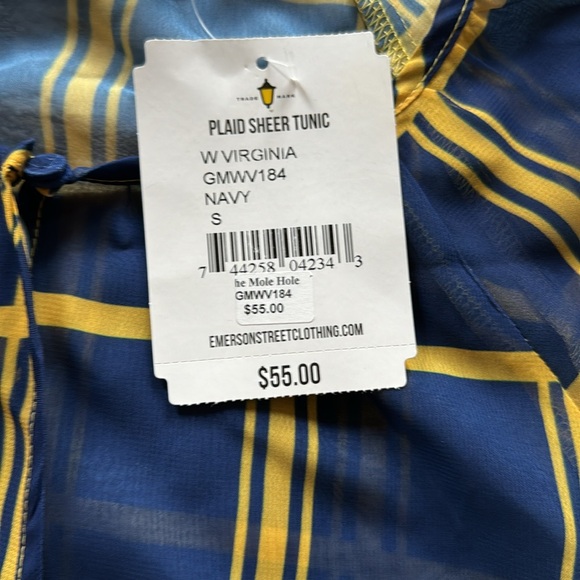 TRADE MARK
PLAID SHEER TUNIC
W VIRGINIA
GMWV184
NAVY
S
7 44258 04234 3
he Mole Hole
GMWV184
$55.00
EMERSONSTREETCLOTHING.COM
$55.00